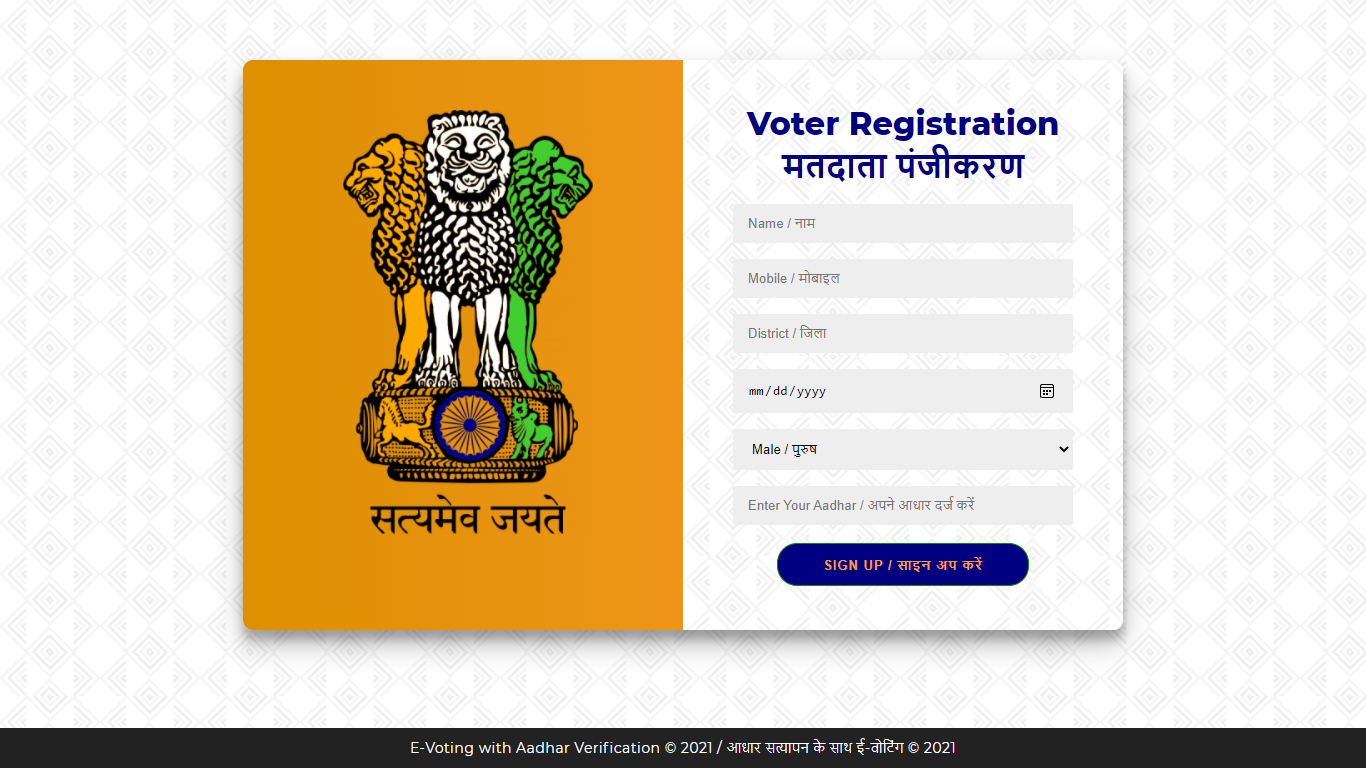 सत्यमेव जयते
Voter Registration
मतदाता पंजीकरण
Name / नाम
Mobile / मोबाइल
District / जिला
mm/dd/yyyy
Male / पुरुष
Enter Your Aadhar / अपने आधार दर्ज करें
SIGN UP / साइन अप करें
E-Voting with Aadhar Verification © 2021 / आधार सत्यापन के साथ ई-वोटिंग © 2021